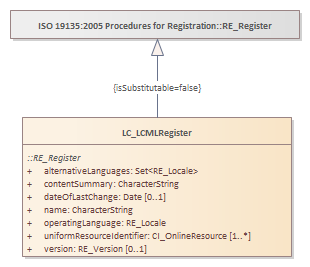 ISO 19135:2005 Procedures for Registration::RE_Register
{isSubstitutable=false}
LC_LCMLRegister
::RE_Register
+ alternativeLanguages: Set<RE_Locale>
+ contentSummary: CharacterString
+ dateOfLastChange: Date [0..1]
+ name: CharacterString
+ operatingLanguage: RE_Locale
+ uniformResourceIdentifier: CI_OnlineResource [1..*]
+ version: RE_Version [0..1]